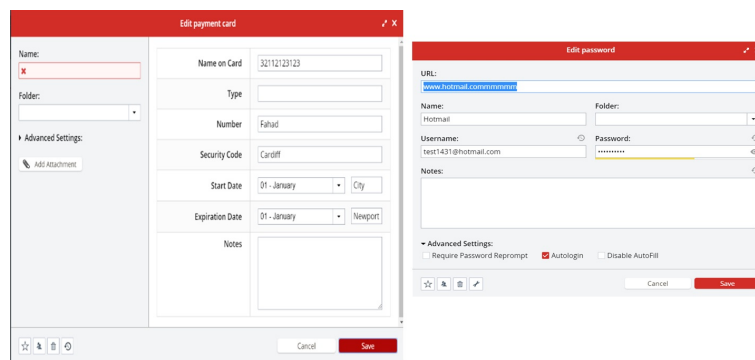 Edit payment card
Name:
Folder:
Advanced Settings:
Add Attachment
Name on Card 32112123123
Type
Number Fahad
Security Code Cardiff
Start Date 01 - January City
Expiration Date 01 - January Newport
Notes
Cancel Save
Edit password
URL:
www.hotmail.commmmmm
Name: Folder:
Hotmail
Username: Password:
test1431@hotmail.com ••••••••••
Notes:
Advanced Settings:
Require Password Reprompt Autologin Disable AutoFill
Cancel Save